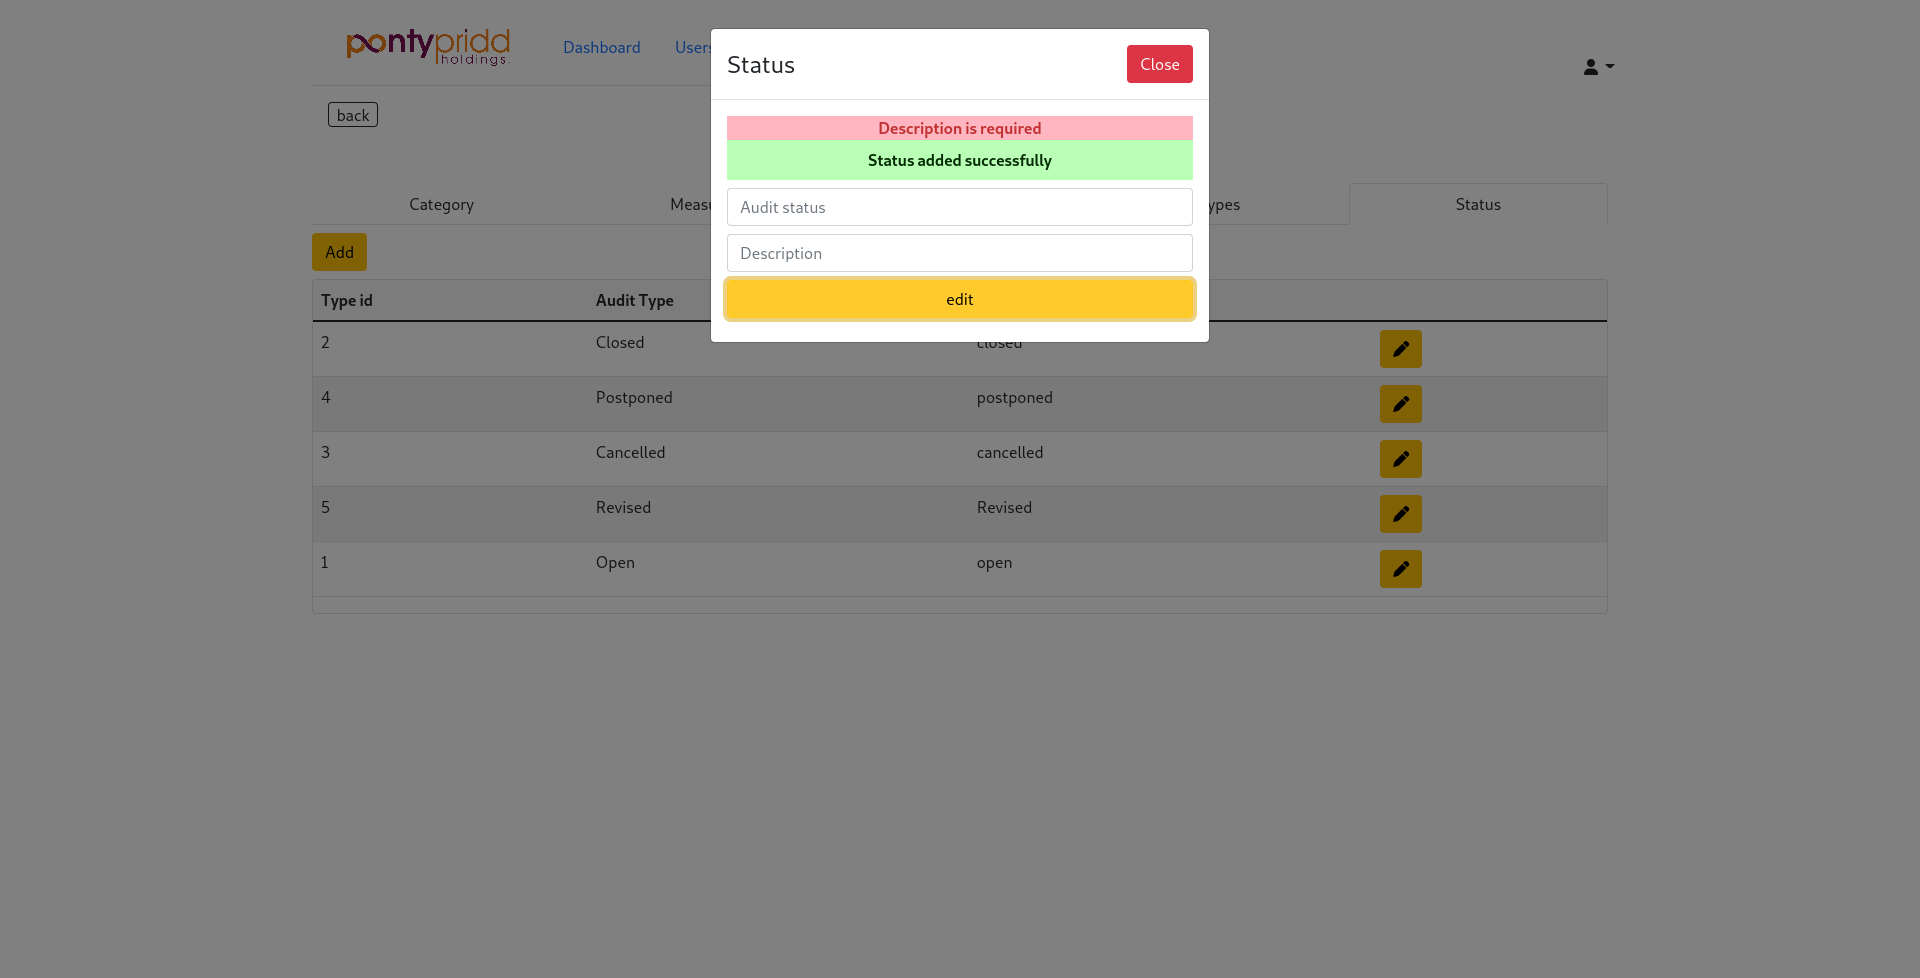 pontypridd
holdings
Dashboard
Users
Status
Close
back
Description is required
Status added successfully
Category
Status
Audit status
Add
Description
edit
Type id
Audit Type
2
Closed
closed
4
Postponed
postponed
3
Cancelled
cancelled
5
Revised
Revised
1
Open
open